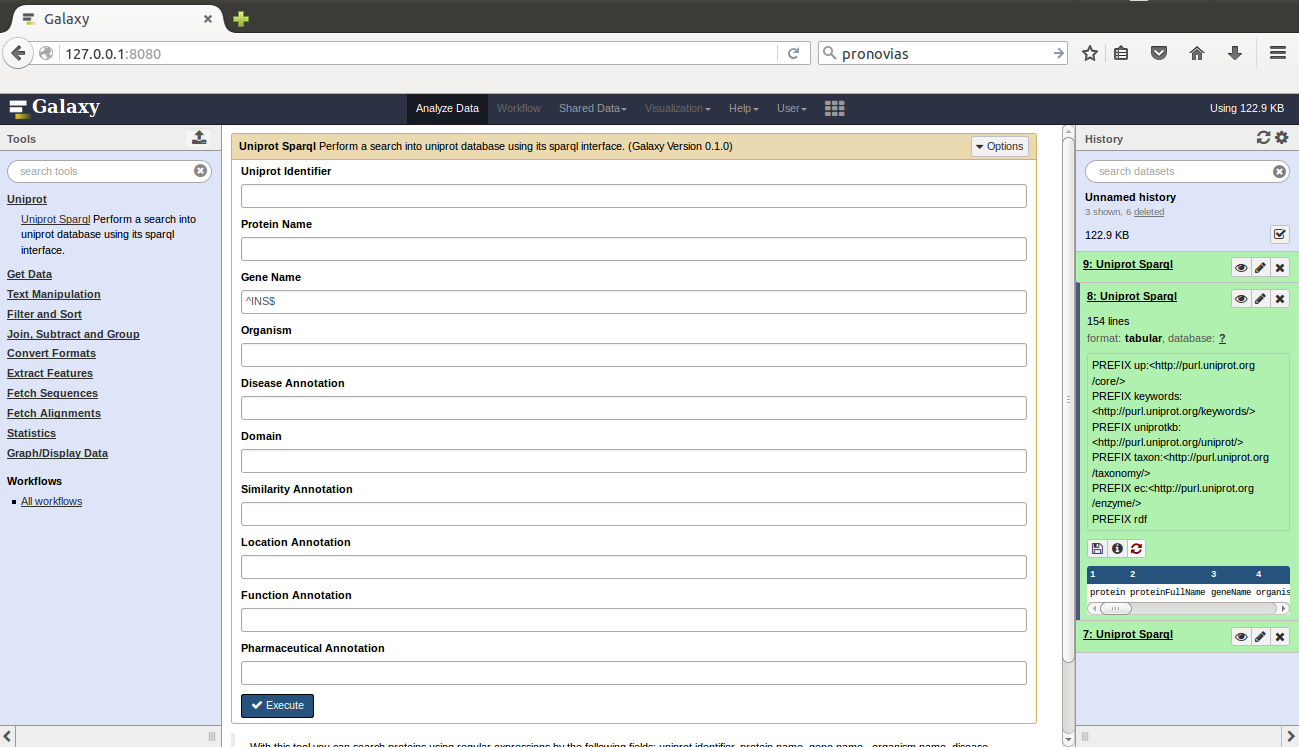 Galaxy
127.0.0.1:8080
pronovias
Galaxy
Analyze Data
Workflow
Shared Data
Visualization
Help
User
Using 122.9 KB
Tools
search tools
Uniprot
Uniprot Sparql Perform a search into
uniprot database using its sparql
interface.
Get Data
Text Manipulation
Filter and Sort
Join, Subtract and Group
Convert Formats
Extract Features
Fetch Sequences
Fetch Alignments
Statistics
Graph/Display Data
Workflows
All workflows
Uniprot Sparql Perform a search into uniprot database using its sparql interface. (Galaxy Version 0.1.0)
Options
Uniprot Identifier
Protein Name
Gene Name
^INS$
Organism
Disease Annotation
Domain
Similarity Annotation
Location Annotation
Function Annotation
Pharmaceutical Annotation
Execute
With this tool you can search proteins using regular expressions by the following fields: uniprot identifier, protein name, gene name, organism name, disease
History
search datasets
Unnamed history
3 shown, 6 deleted
122.9 KB
9: Uniprot Sparql
8: Uniprot Sparql
154 lines
format: tabular, database: ?
PREFIX up:<http://purl.uniprot.org
/core/>
PREFIX keywords:
<http://purl.uniprot.org/keywords/>
PREFIX uniprotkb:
<http://purl.uniprot.org/uniprot/>
PREFIX taxon:<http://purl.uniprot.org
/taxonomy/>
PREFIX ec:<http://purl.uniprot.org
/enzyme/>
PREFIX rdf
1 2 3 4
protein proteinFullName geneName organis
7: Uniprot Sparql